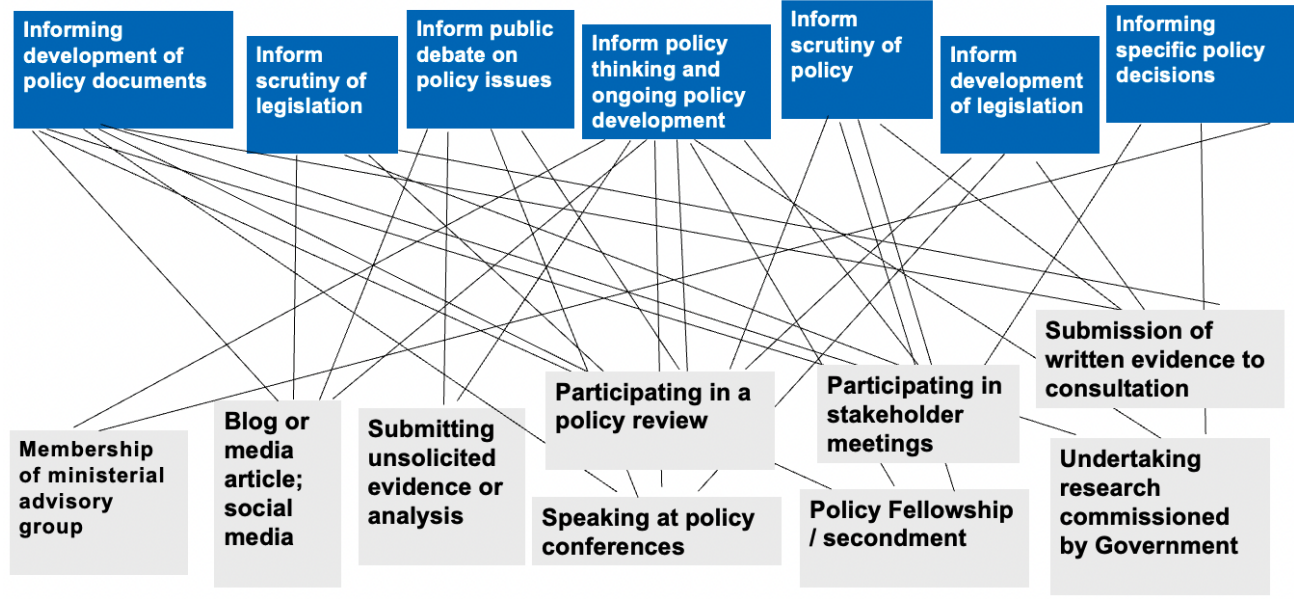 Informing
development of
policy documents
Inform
scrutiny of
legislation
Inform public
debate on
policy issues
Inform policy
thinking and
ongoing policy
development
Inform
scrutiny of
policy
Inform
development
of legislation
Informing
specific policy
decisions
Membership
of ministerial
advisory
group
Blog or
media
article;
social
media
Submitting
unsolicited
evidence or
analysis
Participating in a
policy review
Speaking at policy
conferences
Participating in
stakeholder
meetings
Policy Fellowship
/ secondment
Submission of
written evidence to
consultation
Undertaking
research
commissioned
by Government